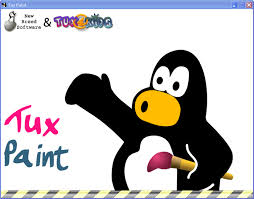 Tux Paint
New
Breed
Software
& TUX4KIDS
Tux
Paint